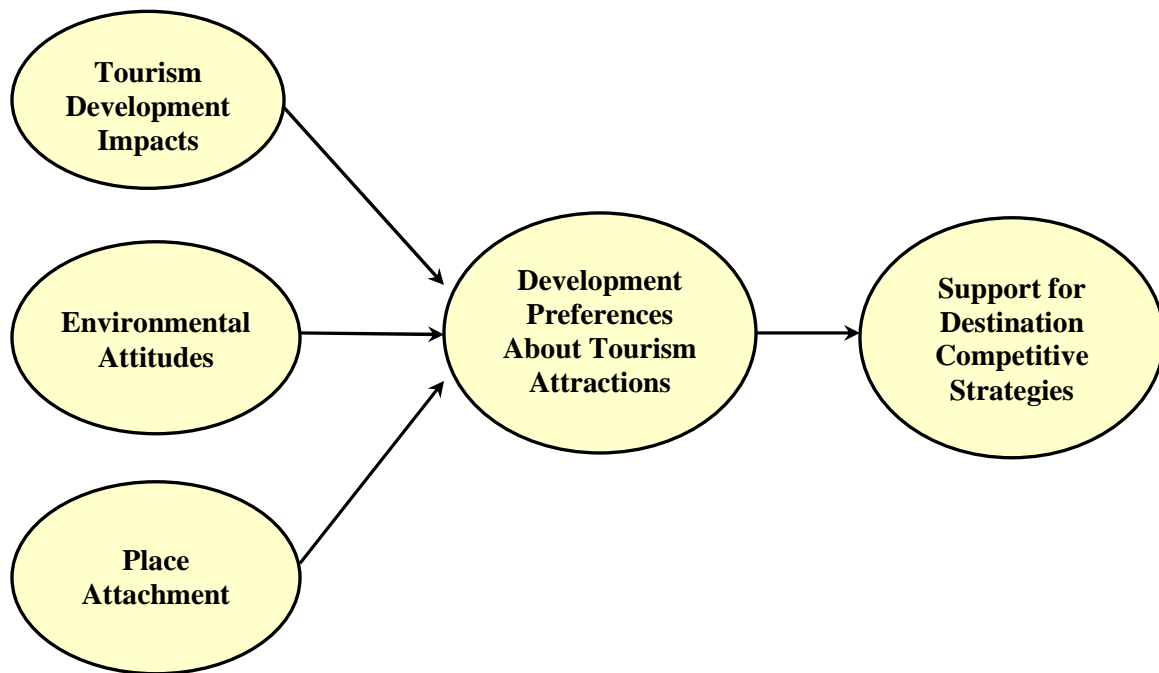 Tourism
Development
Impacts
Environmental
Attitudes
Place
Attachment
Development
Preferences
About Tourism
Attractions
Support for
Destination
Competitive
Strategies